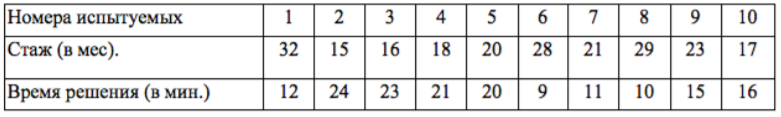 Номера испытуемых 1 2 3 4 5 6 7 8 9 10
Стаж (в мес). 32 15 16 18 20 28 21 29 23 17
Время решения (в мин.) 12 24 23 21 20 9 11 10 15 16